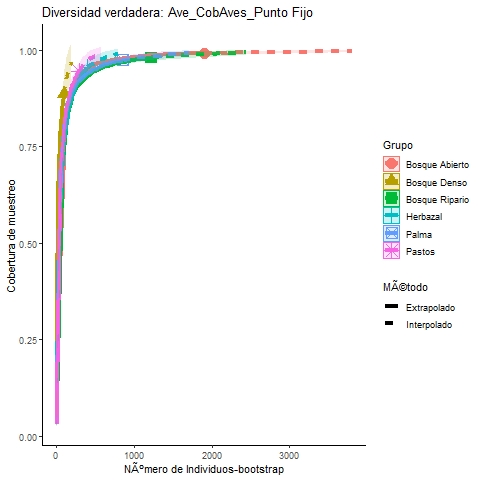 Diversidad verdadera: Ave_CobAves_Punto Fijo
1.00
0.75
0.50
0.25
0.00
Cobertura de muestreo
0
1000
2000
3000
NÃºmero de Individuos-bootstrap
Grupo
Bosque Abierto
Bosque Denso
Bosque Ripario
Herbazal
Palma
Pastos
MÃ©todo
Extrapolado
Interpolado